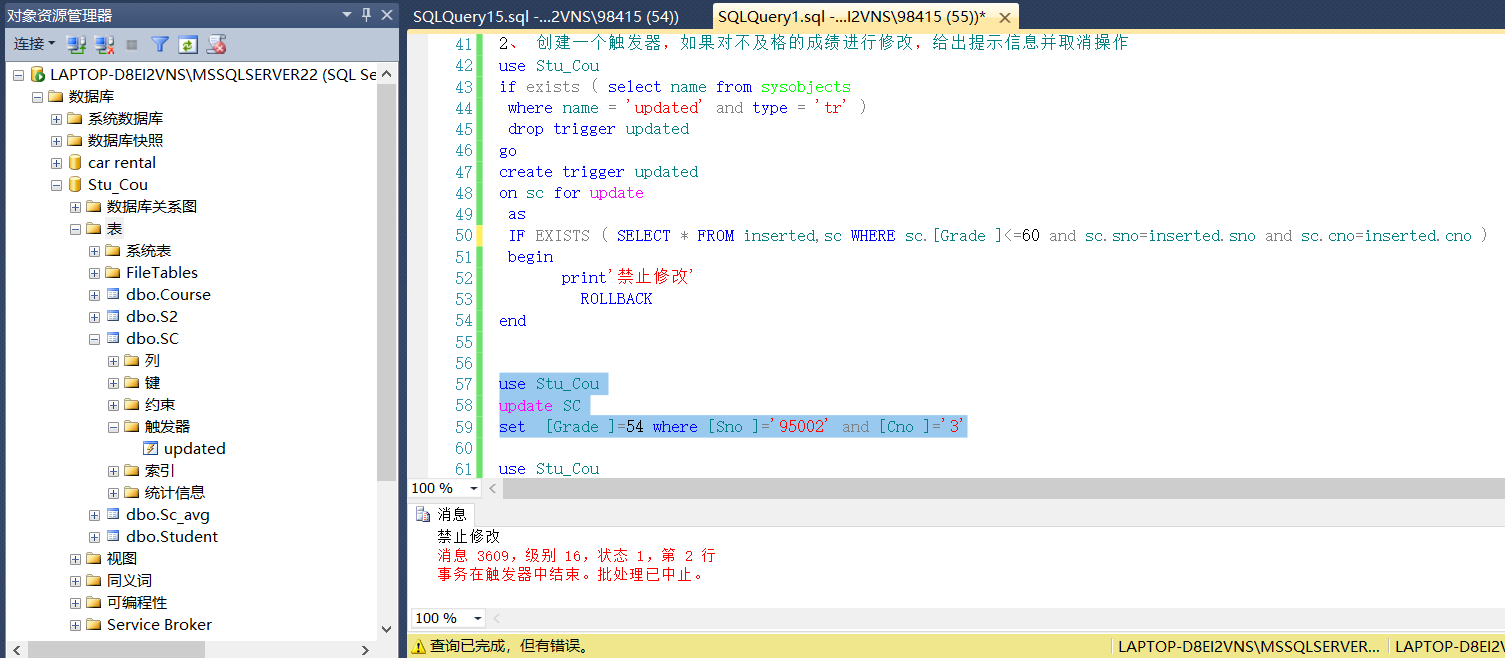 对象资源管理器
连接
LAPTOP-D8EI2VNS\MSSQLSERVER22 (SQL Se
数据库
系统数据库
数据库快照
car rental
Stu_Cou
数据库关系图
表
系统表
FileTables
dbo.Course
dbo.S2
dbo.SC
列
键
约束
触发器
updated
索引
统计信息
dbo.Sc_avg
dbo.Student
视图
同义词
可编程性
Service Broker
SQLQuery15.sql -...2VNS\98415 (54))
SQLQuery1.sql -...I2VNS\98415 (55))*
41 2、 创建一个触发器，如果对不及格的成绩进行修改，给出提示信息并取消操作
42 use Stu_Cou
43 if exists ( select name from sysobjects
44 where name = 'updated' and type = 'tr' )
45 drop trigger updated
46 go
47 create trigger updated
48 on sc for update
49 as
50 IF EXISTS ( SELECT * FROM inserted,sc WHERE sc.[Grade ]<=60 and sc.sno=inserted.sno and sc.cno=inserted.cno )
51 begin
52 print'禁止修改'
53 ROLLBACK
54 end
55
56
57 use Stu_Cou
58 update SC
59 set [Grade ]=54 where [Sno ]='95002' and [Cno ]='3'
60
61 use Stu_Cou
100 %
消息
禁止修改
消息 3609，级别 16，状态 1，第 2 行
事务在触发器中结束。批处理已中止。
100 %
查询已完成，但有错误。
LAPTOP-D8EI2VNS\MSSQLSERVER...
LAPTOP-D8EI2V